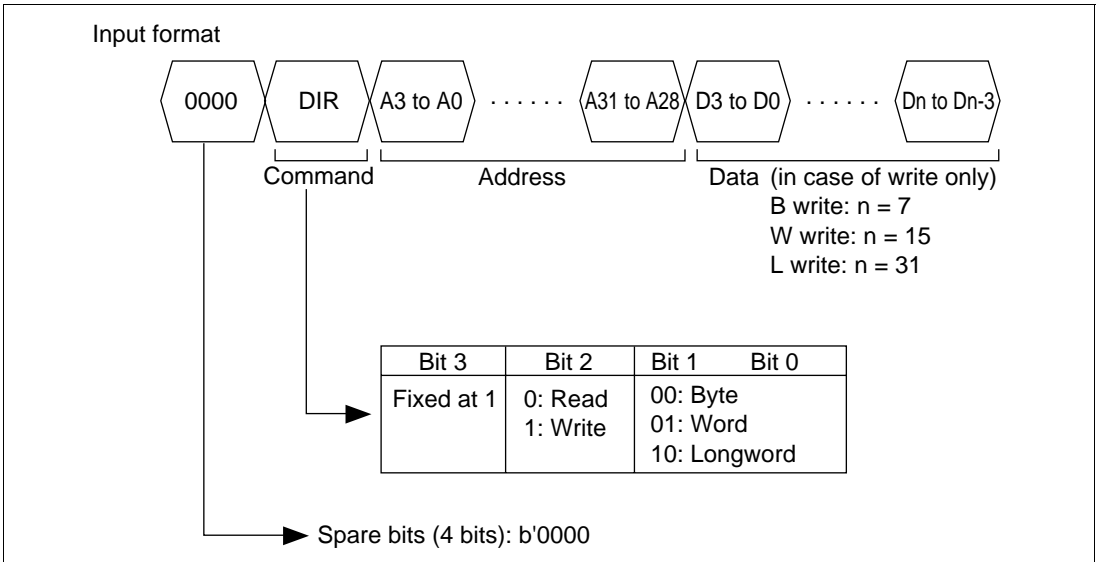 Input format
0000 DIR A3 to A0 ······ A31 to A28 D3 to D0 ······ Dn to Dn-3
Command Address Data (in case of write only)
B write: n = 7
W write: n = 15
L write: n = 31
Bit 3 Bit 2 Bit 1 Bit 0
Fixed at 1 0: Read 00: Byte
1: Write 01: Word
10: Longword
Spare bits (4 bits): b'0000